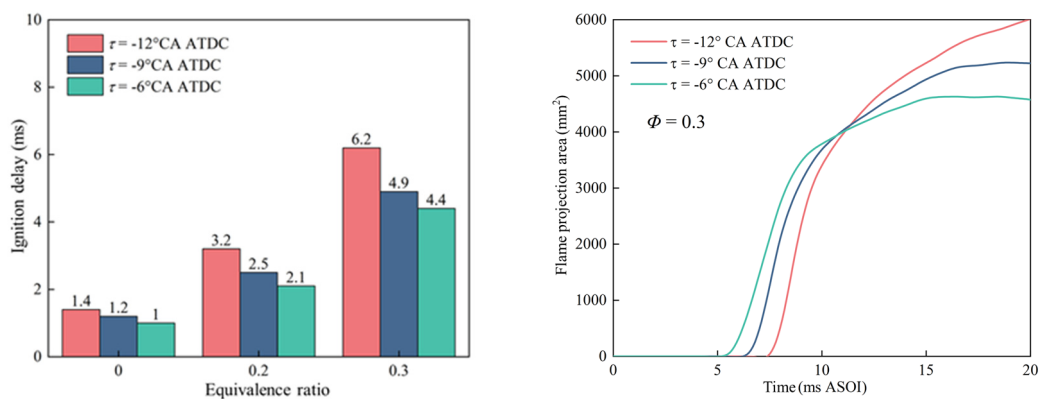 10
8
6
4
2
0
Ignition delay (ms)
τ = -12°CA ATDC
τ = -9°CA ATDC
τ = -6°CA ATDC
1.4
1.2
1
3.2
2.5
2.1
6.2
4.9
4.4
0
0.2
0.3
Equivalence ratio
6000
5000
4000
3000
2000
1000
0
Flame projection area (mm²)
τ = -12° CA ATDC
τ = -9° CA ATDC
τ = -6° CA ATDC
Φ = 0.3
0
5
10
15
20
Time (ms ASOI)